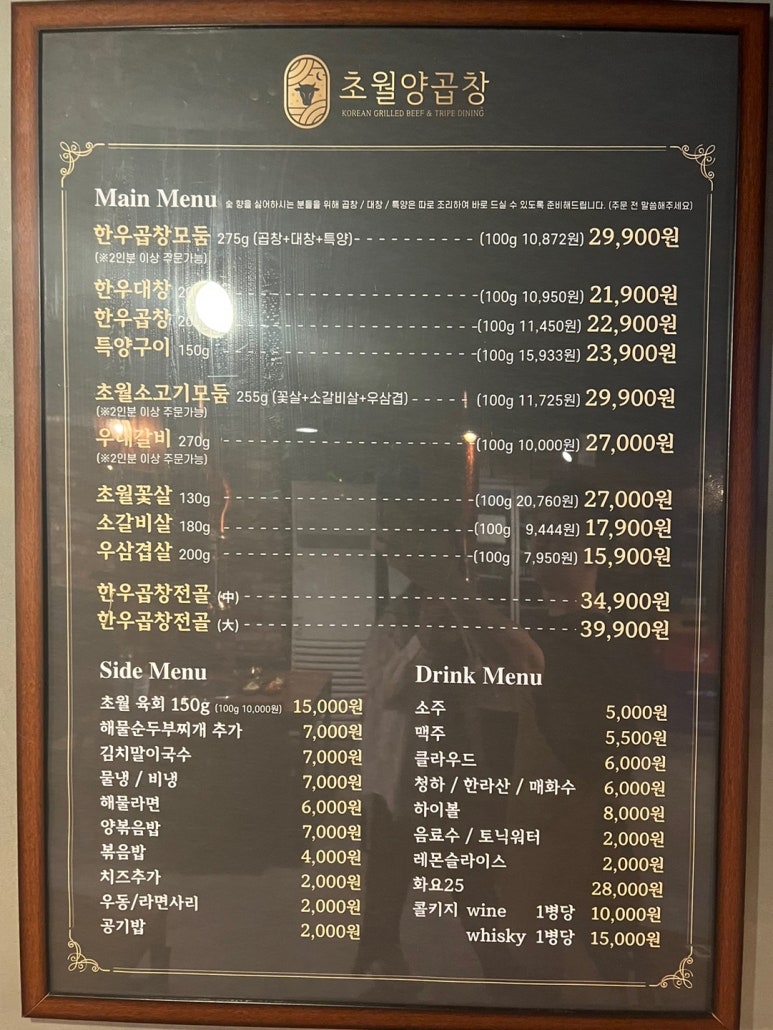 초월양곱창
KOREAN GRILLED BEEF & TRIPE DINING
Main Menu 숯 향을 싫어하시는 분들을 위해 곱창 / 대창 / 특양은 따로 조리하여 바로 드실 수 있도록 준비해드립니다. (주문 전 말씀해주세요)
한우곱창모둠 275g (곱창+대창+특양)- - - - - - - - - - (100g 10,872원) 29,900원
(※2인분 이상 주문가능)
한우대창 - - - - - - - - - - - - - - - - - - - - (100g 10,950원) 21,900원
한우곱창 - - - - - - - - - - - - - - - - - - - - (100g 11,450원) 22,900원
특양구이 150g - - - - - - - - - - - - - - - - - - - - (100g 15,933원) 23,900원
초월소고기모둠 255g (꽃살+소갈비살+우삼겹) - - - - - (100g 11,725원) 29,900원
(※2인분 이상 주문가능)
우대갈비 270g - - - - - - - - - - - - - - - - - - - - (100g 10,000원) 27,000원
(※2인분 이상 주문가능)
초월꽃살 130g - - - - - - - - - - - - - - - - - - - - (100g 20,760원) 27,000원
소갈비살 180g - - - - - - - - - - - - - - - - - - - - (100g 9,444원) 17,900원
우삼겹살 200g - - - - - - - - - - - - - - - - - - - - (100g 7,950원) 15,900원
한우곱창전골 (中) - - - - - - - - - - - - - - - - - - - - 34,900원
한우곱창전골 (大) - - - - - - - - - - - - - - - - - - - - 39,900원
Side Menu
초월 육회 150g (100g 10,000원) 15,000원
해물순두부찌개 추가 7,000원
김치말이국수 7,000원
물냉 / 비냉 7,000원
해물라면 6,000원
양볶음밥 7,000원
볶음밥 4,000원
치즈추가 2,000원
우동/라면사리 2,000원
공기밥 2,000원
Drink Menu
소주 5,000원
맥주 5,500원
클라우드 6,000원
청하 / 한라산 / 매화수 6,000원
하이볼 8,000원
음료수 / 토닉워터 2,000원
레몬슬라이스 2,000원
화요25 28,000원
콜키지 wine 1병당 10,000원
whisky 1병당 15,000원